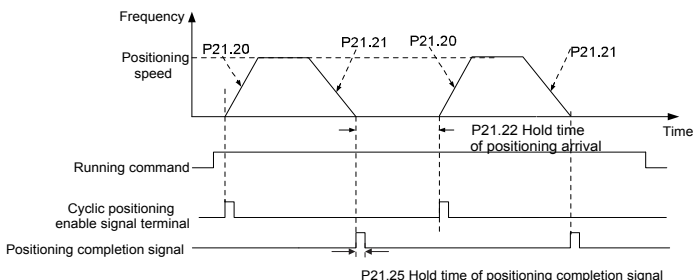 Frequency
P21.20
P21.21
P21.20
P21.21
Positioning
speed
P21.22 Hold time
of positioning arrival
Time
Running command
Cyclic positioning
enable signal terminal
Positioning completion signal
P21.25 Hold time of positioning completion signal